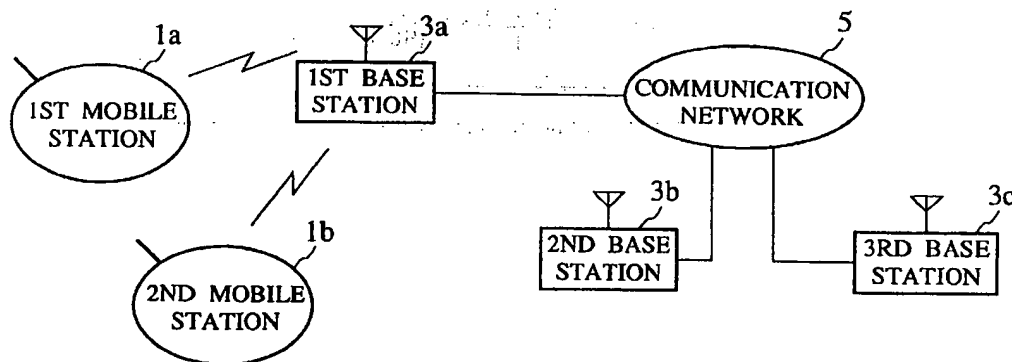 1a
1ST MOBILE
STATION
3a
1ST BASE
STATION
5
COMMUNICATION
NETWORK
1b
2ND MOBILE
STATION
3b
2ND BASE
STATION
3c
3RD BASE
STATION